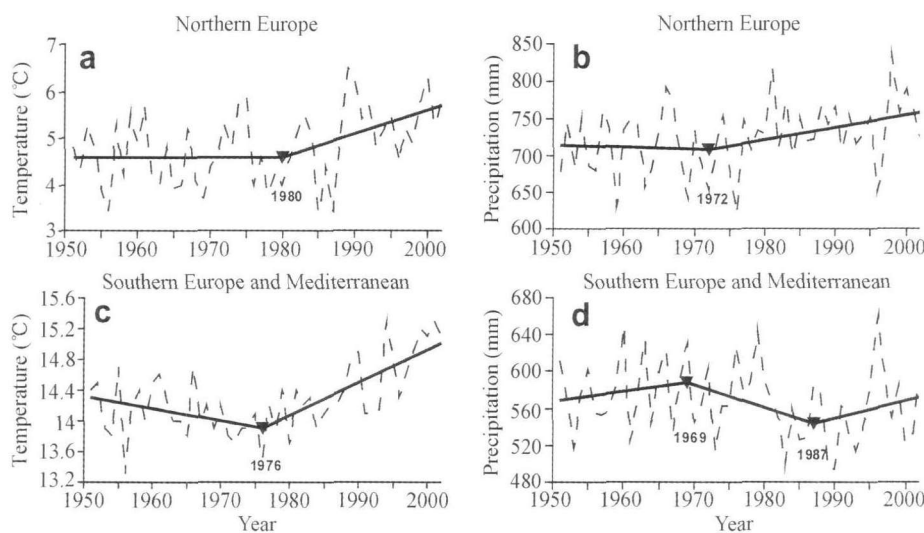 Northern Europe
a
Temperature (℃)
7
6
5
4
3
1980
1950 1960 1970 1980 1990 2000
Northern Europe
b
Precipitation (mm)
850
800
750
700
650
600
1972
1950 1960 1970 1980 1990 2000
Southern Europe and Mediterranean
c
Temperature (℃)
15.6
15.2
14.8
14.4
14
13.6
13.2
1976
1950 1960 1970 1980 1990 2000
Year
Southern Europe and Mediterranean
d
Precipitation (mm)
680
640
600
560
520
480
1969
1987
1950 1960 1970 1980 1990 2000
Year